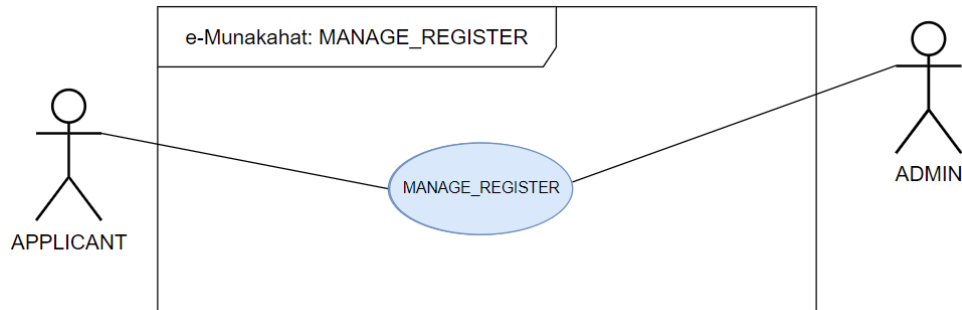 e-Munakahat: MANAGE_REGISTER
MANAGE_REGISTER
ADMIN
APPLICANT